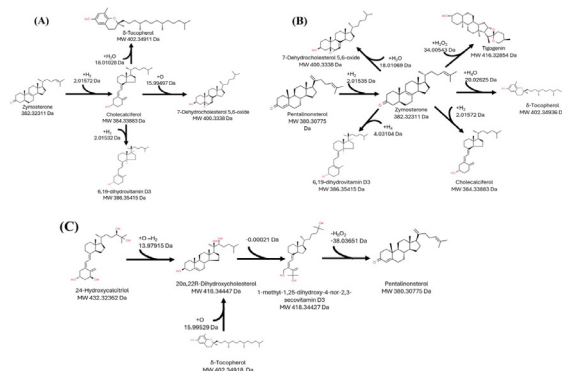 (A)
δ-Tocopherol
MW 402.34911 Da
+H₂O
18.01026 Da
+H₂
2.01572 Da
+O
15.99497 Da
Zymosterone
382.32311 Da
Cholecalciferol
MW 384.33883 Da
7-Dehydrocholesterol 5,6-oxide
MW 400.3338 Da
+H₂
2.01532 Da
6,19-dihydrovitamin D3
MW 386.35415
(B)
7-Dehydrocholesterol 5,6-oxide
MW 400.3338 Da
+H₂O
18.01069 Da
+H₂O₂
34.00543 Da
Tigogenin
MW 416.32854 Da
+H₂
2.01535 Da
+H₂O
20.02625 Da
Pentalinonsterol
MW 380.30775
Da
Zymosterone
382.32311 Da
δ-Tocopherol
MW 402.34936 Da
+H₄
4.03104 Da
+H₂
2.01572 Da
6,19-dihydrovitamin D3
MW 386.35415 Da
Cholecalciferol
MW 384.33883 Da
(C)
+O –H₂
13.97915 Da
-0.00021 Da
-H₂O₂
-38.03651 Da
24-Hydroxycalcitriol
MW 432.32362 Da
20α,22R-Dihydroxycholesterol
MW 418.34447 Da
1-methyl-1,25-dihydroxy-4-nor-2,3-
secovitamin D3
MW 418.34427 Da
Pentalinonsterol
MW 380.30775 Da
+O
15.99529 Da
δ-Tocopherol
MW 402.34918 Da